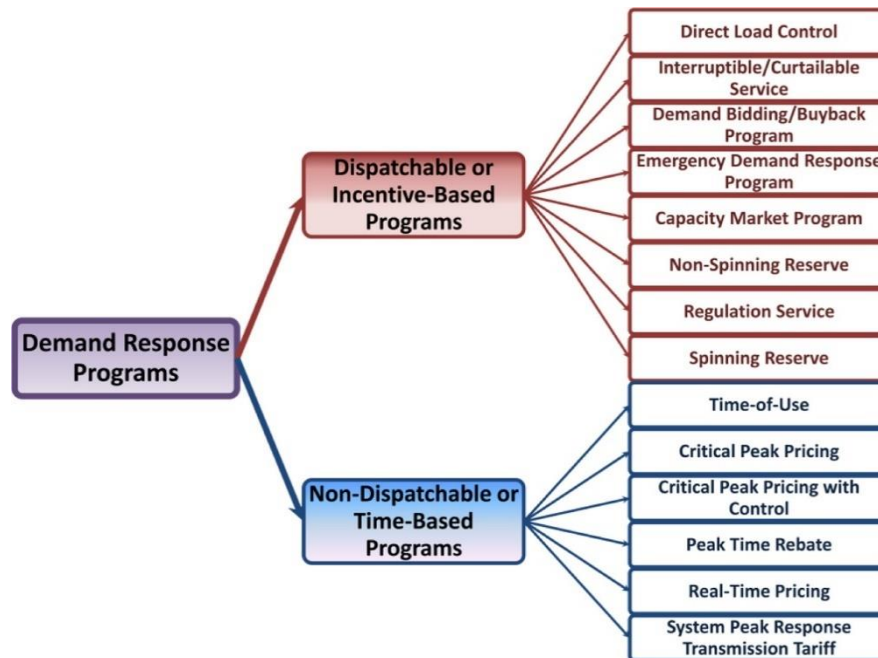 Direct Load Control
Interruptible/Curtailable
Service
Demand Bidding/Buyback
Program
Dispatchable or
Incentive-Based
Programs
Emergency Demand Response
Program
Capacity Market Program
Non-Spinning Reserve
Regulation Service
Spinning Reserve
Demand Response
Programs
Time-of-Use
Critical Peak Pricing
Critical Peak Pricing with
Control
Non-Dispatchable or
Time-Based
Programs
Peak Time Rebate
Real-Time Pricing
System Peak Response
Transmission Tariff